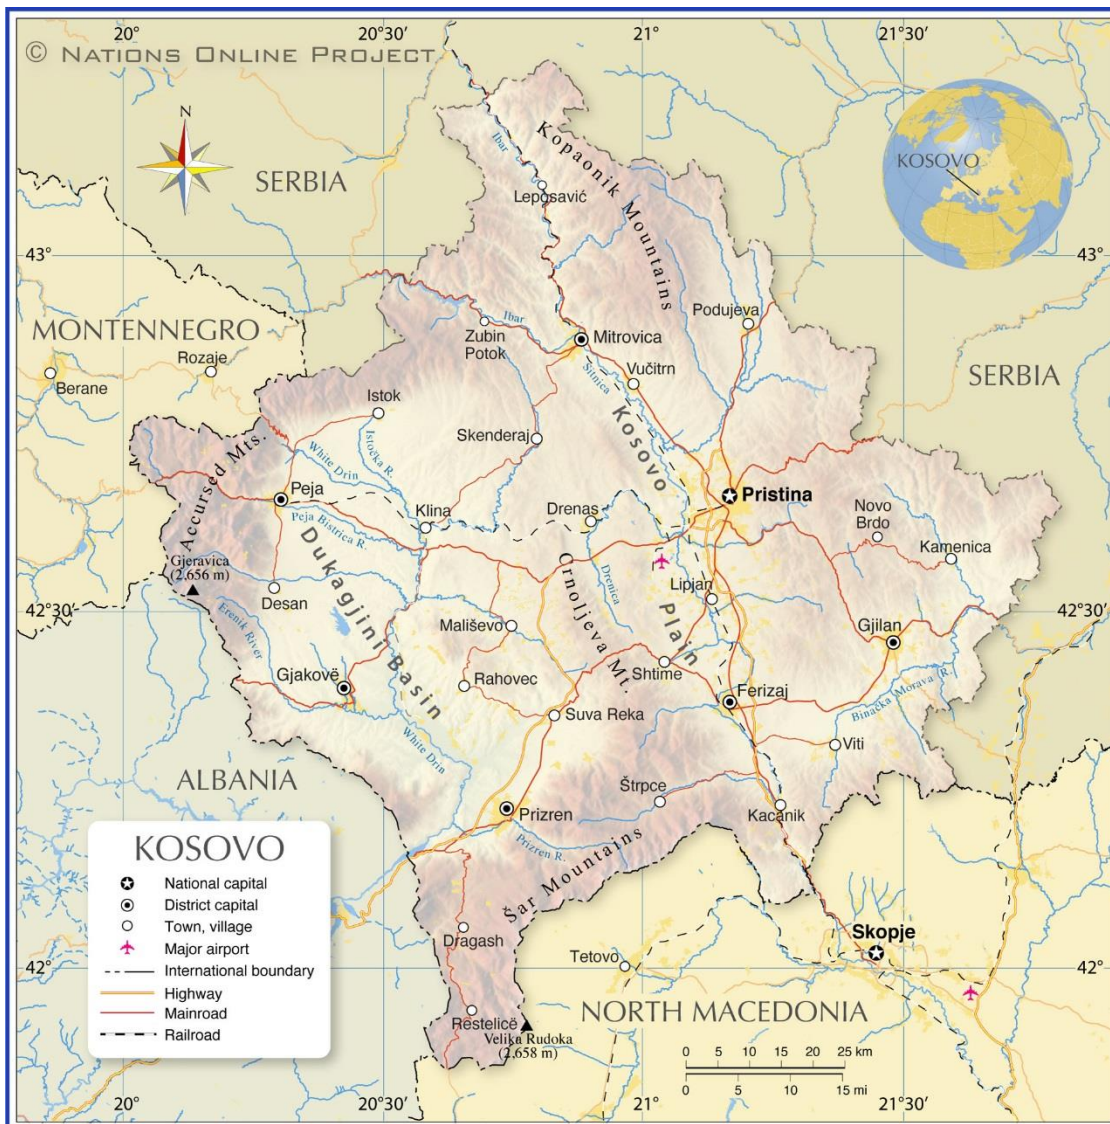 20°
20°30'
21°
21°30'
© Nations Online Project
N
SERBIA
Ibar
Kopaonik Mountains
KOSOVO
Leposavić
43°
43°
MONTENNEGRO
Rozaje
Berane
Zubin
Potok
Ibar
Mitrovica
Podujeva
Sitnica
Vučitrn
SERBIA
Istok
Istočka R.
Skenderaj
Kosovo
Plain
Accursed Mts.
White Drin
Peja
Peja Bistrica R.
Klina
Drenas
Pristina
Novo
Brdo
Kamenica
Gjeravica
(2,656 m)
Desan
Dukagjini Basin
Crnoljeva Mt.
Drenica
Lipjan
42°30'
42°30'
Erenik River
Mališevo
Gjilan
Gjakovë
Rahovec
Shtime
Ferizaj
Binačka Morava (R.)
Suva Reka
White Drin
Viti
ALBANIA
Štrpce
Prizren
Prizren R.
Kačanik
Šar Mountains
KOSOVO
National capital
District capital
Town, village
Major airport
International boundary
Highway
Mainroad
Railroad
Dragash
Skopje
Tetovo
42°
42°
NORTH MACEDONIA
Restelicë
Velika Rudoka
(2,658 m)
0 5 10 15 20 25 km
0 5 10 15 mi
20°
20°30'
21°
21°30'